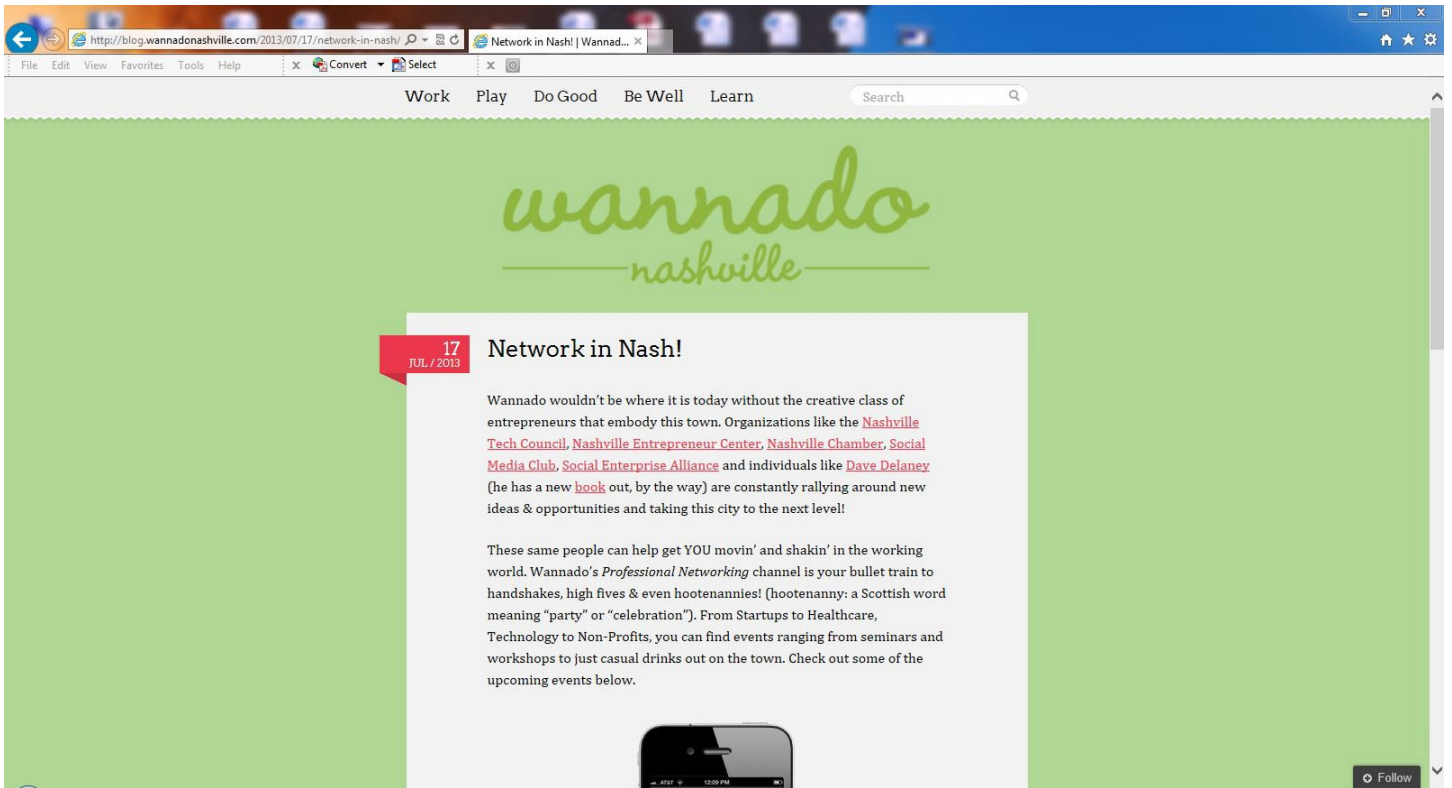 http://blog.wannadonashville.com/2013/07/17/network-in-nash/
Network in Nash! | Wannad...
File Edit View Favorites Tools Help
Convert
Select
Work Play Do Good Be Well Learn
Search
wannado
nashville
17
JUL / 2013
Network in Nash!
Wannado wouldn't be where it is today without the creative class of
entrepreneurs that embody this town. Organizations like the Nashville
Tech Council, Nashville Entrepreneur Center, Nashville Chamber, Social
Media Club, Social Enterprise Alliance and individuals like Dave Delaney
(he has a new book out, by the way) are constantly rallying around new
ideas & opportunities and taking this city to the next level!
These same people can help get YOU movin' and shakin' in the working
world. Wannado's Professional Networking channel is your bullet train to
handshakes, high fives & even hootenannies! (hootenanny: a Scottish word
meaning "party" or "celebration"). From Startups to Healthcare,
Technology to Non-Profits, you can find events ranging from seminars and
workshops to just casual drinks out on the town. Check out some of the
upcoming events below.
AT&T 12:09 PM
Follow